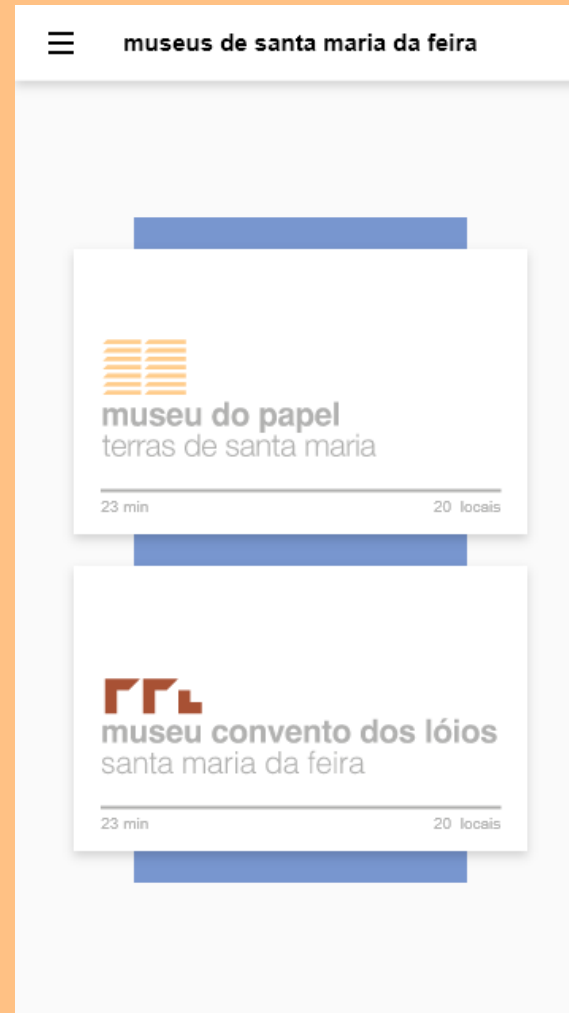 museus de santa maria da feira
museu do papel
terras de santa maria
23 min 20 locais
museu convento dos lóios
santa maria da feira
23 min 20 locais